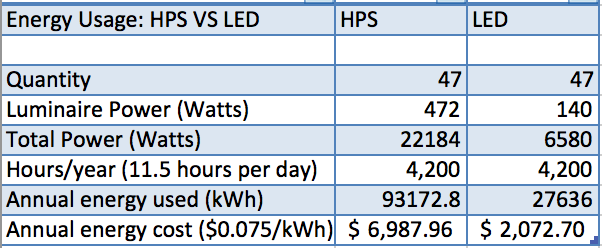 Energy Usage: HPS VS LED HPS LED
Quantity 47 47
Luminaire Power (Watts) 472 140
Total Power (Watts) 22184 6580
Hours/year (11.5 hours per day) 4,200 4,200
Annual energy used (kWh) 93172.8 27636
Annual energy cost ($0.075/kWh) $ 6,987.96 $ 2,072.70